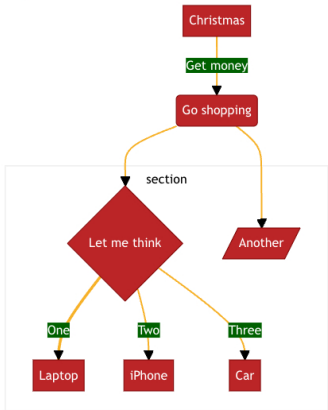 Christmas
Get money
Go shopping
section
Let me think
Another
One
Two
Three
Laptop
iPhone
Car